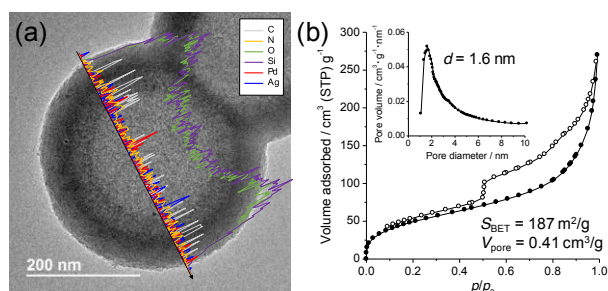 (a)
C
N
O
Si
Pd
Ag
200 nm
(b)
Volume adsorbed / cm³ (STP) g⁻¹
300
250
200
150
100
50
0
0.0 0.2 0.4 0.6 0.8 1.0
p/p₀
Pore volume / cm³·g⁻¹·nm⁻¹
0.06
0.04
0.02
0.00
0 2 4 6 8 10
Pore diameter / nm
d = 1.6 nm
S_BET = 187 m²/g
V_pore = 0.41 cm³/g